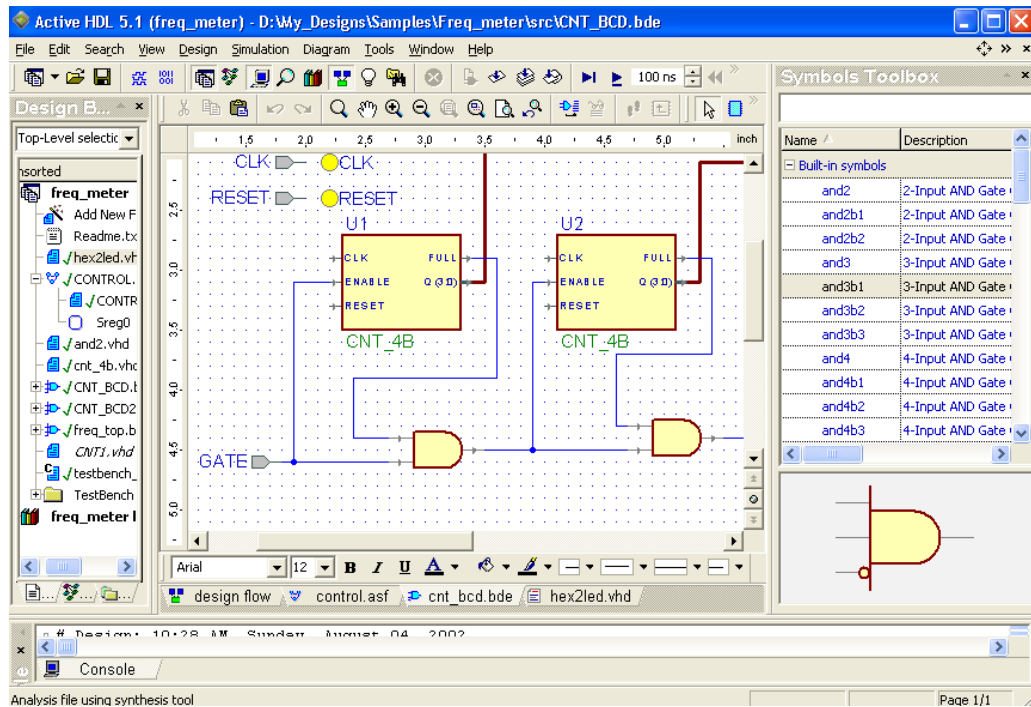 Active HDL 5.1 (freq_meter) - D:\My_Designs\Samples\Freq_meter\src\CNT_BCD.bde
File Edit Search View Design Simulation Diagram Tools Window Help
100 ns
Design B...
Top-Level selectic
nsorted
freq_meter
Add New F
Readme.tx
hex2led.vh
CONTROL.
CONTR
Sreg0
and2.vhd
cnt_4b.vhc
CNT_BCD.b
CNT_BCD2
freq_top.b
CNT1.vhd
testbench_
TestBench
freq_meter l
1,5 2,0 2,5 3,0 3,5 4,0 4,5 5,0 inch
2,5
3,0
3,5
4,0
4,5
5,0
CLK CLK
RESET RESET
U1 U2
CLK FULL CLK FULL
ENABLE Q(3:0) ENABLE Q(3:0)
RESET RESET
CNT_4B CNT_4B
GATE
Arial 12 B I U A
design flow control.asf cnt_bcd.bde hex2led.vhd
Symbols Toolbox
Name Description
Built-in symbols
and2 2-Input AND Gate
and2b1 2-Input AND Gate
and2b2 2-Input AND Gate
and3 3-Input AND Gate
and3b1 3-Input AND Gate
and3b2 3-Input AND Gate
and3b3 3-Input AND Gate
and4 4-Input AND Gate
and4b1 4-Input AND Gate
and4b2 4-Input AND Gate
and4b3 4-Input AND Gate
# Design: 10:28 AM, Sunday, August 04, 2002
Console
Analysis file using synthesis tool Page 1/1